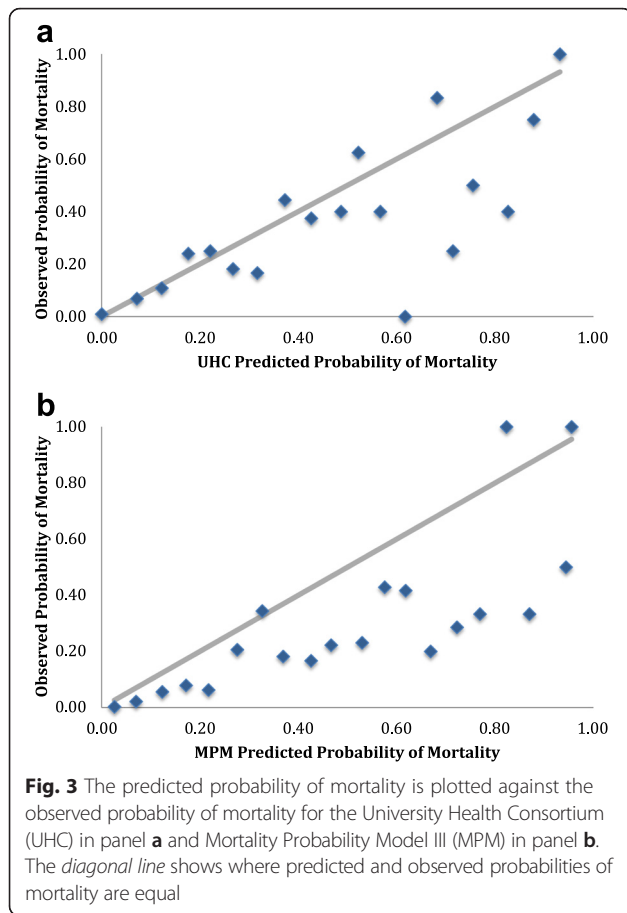 a
1.00
0.80
0.60
0.40
0.20
0.00
Observed Probability of Mortality
0.00 0.20 0.40 0.60 0.80 1.00
UHC Predicted Probability of Mortality
b
1.00
0.80
0.60
0.40
0.20
0.00
Observed Probability of Mortality
0.00 0.20 0.40 0.60 0.80 1.00
MPM Predicted Probability of Mortality
Fig. 3 The predicted probability of mortality is plotted against the
observed probability of mortality for the University Health Consortium
(UHC) in panel a and Mortality Probability Model III (MPM) in panel b.
The diagonal line shows where predicted and observed probabilities of
mortality are equal